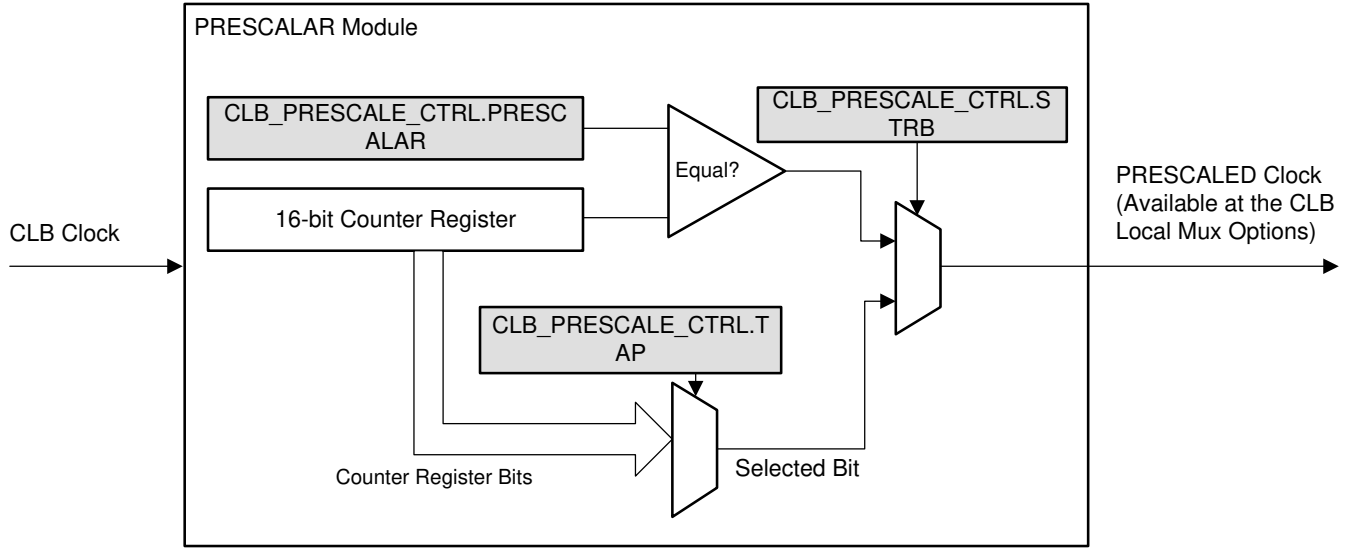 PRESCALAR Module
CLB_PRESCALE_CTRL.PRESC
ALAR
CLB_PRESCALE_CTRL.S
TRB
Equal?
16-bit Counter Register
CLB Clock
PRESCALED Clock
(Available at the CLB
Local Mux Options)
CLB_PRESCALE_CTRL.T
AP
Counter Register Bits
Selected Bit